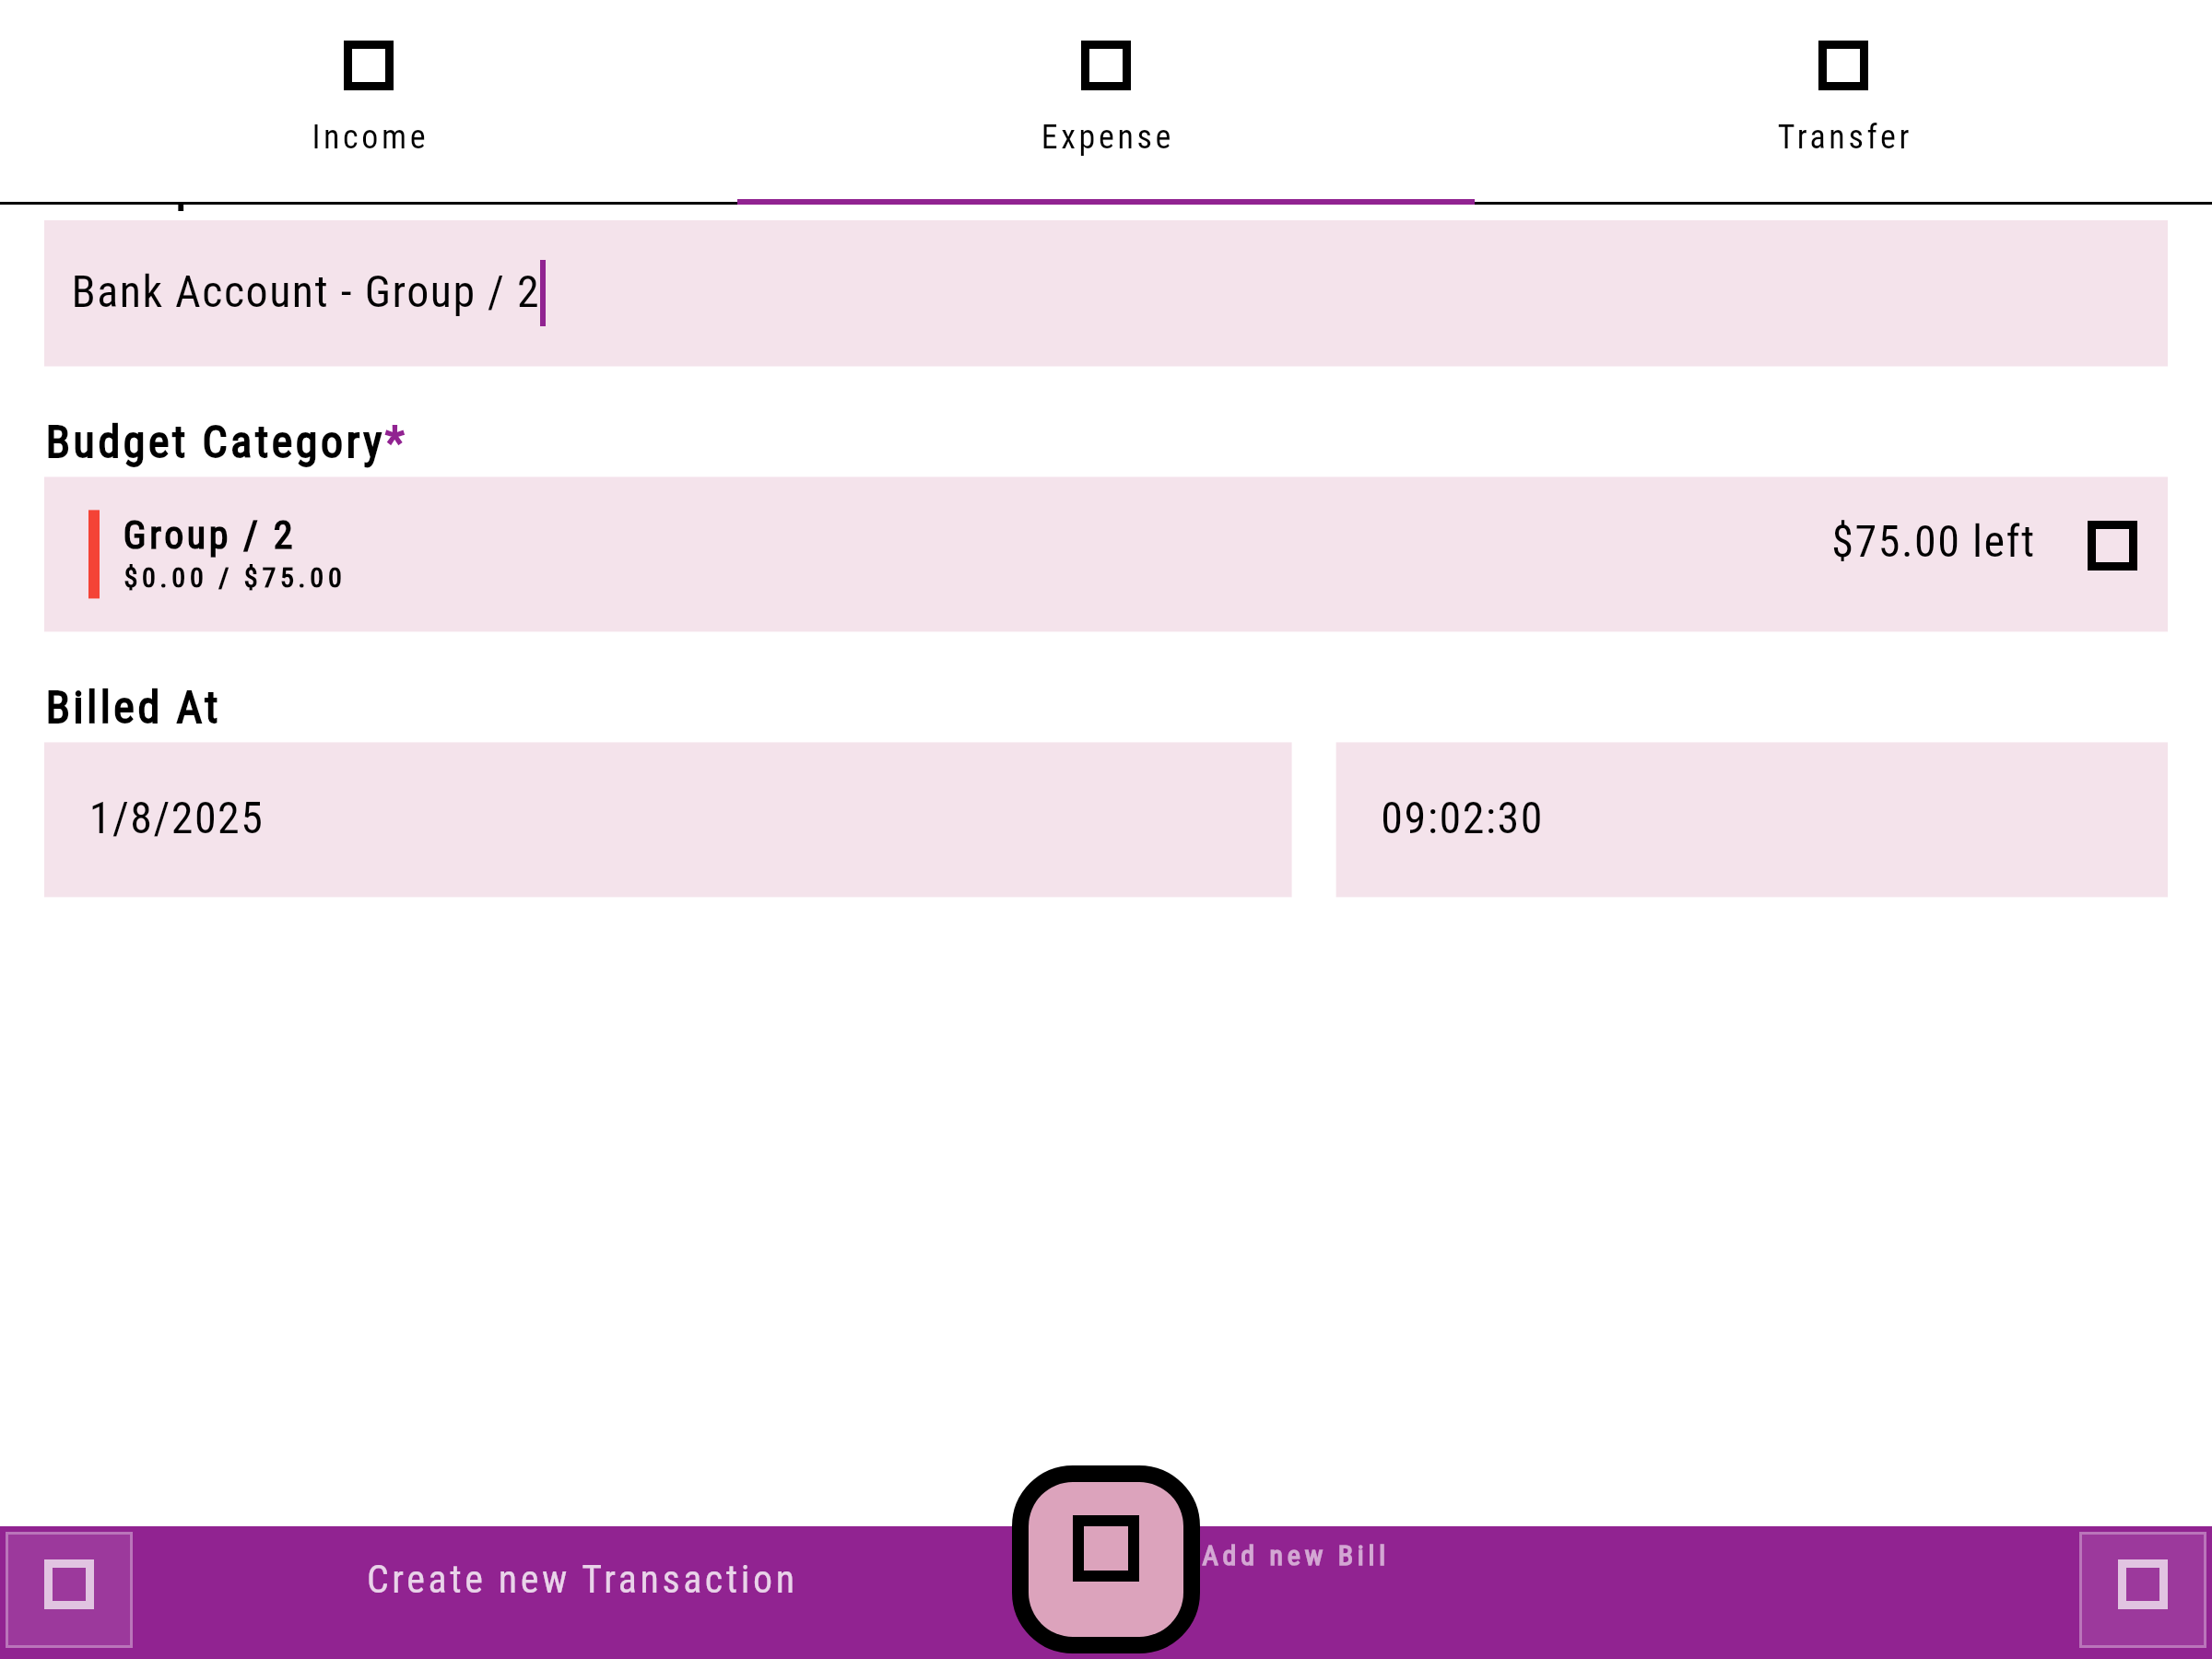 Income
Expense
Transfer
Bank Account - Group / 2
Budget Category*
Group / 2
$0.00 / $75.00
$75.00 left
Billed At
1/8/2025
09:02:30
Create new Transaction
Add new Bill